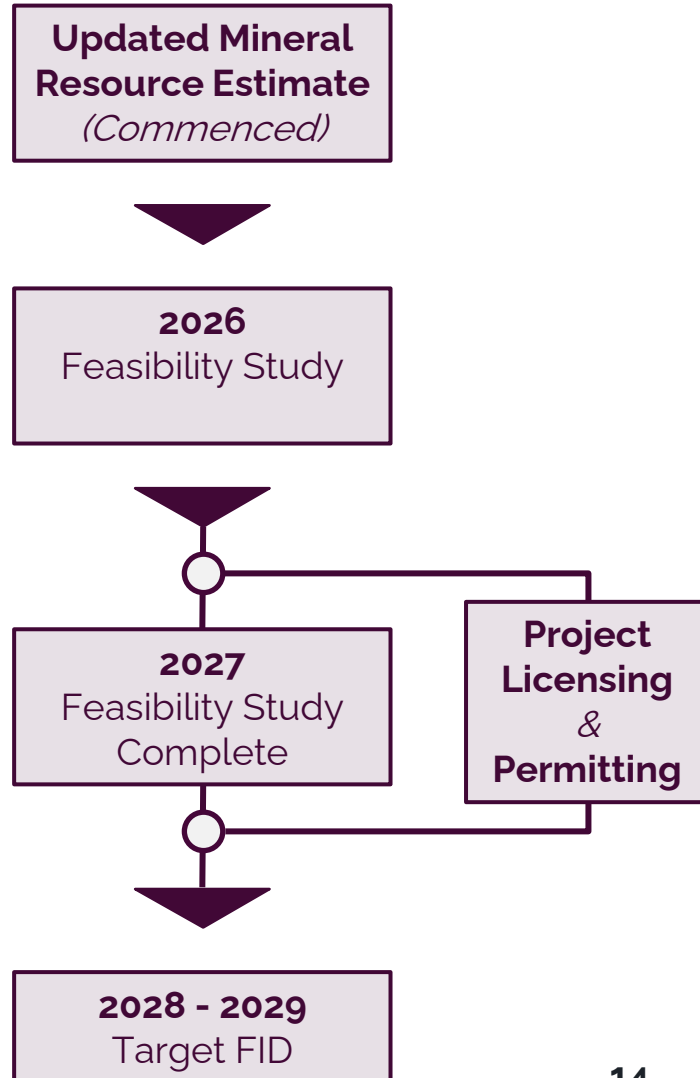 Updated Mineral
Resource Estimate
(Commenced)
2026
Feasibility Study
2027
Feasibility Study
Complete
Project
Licensing
&
Permitting
2028 - 2029
Target FID
14